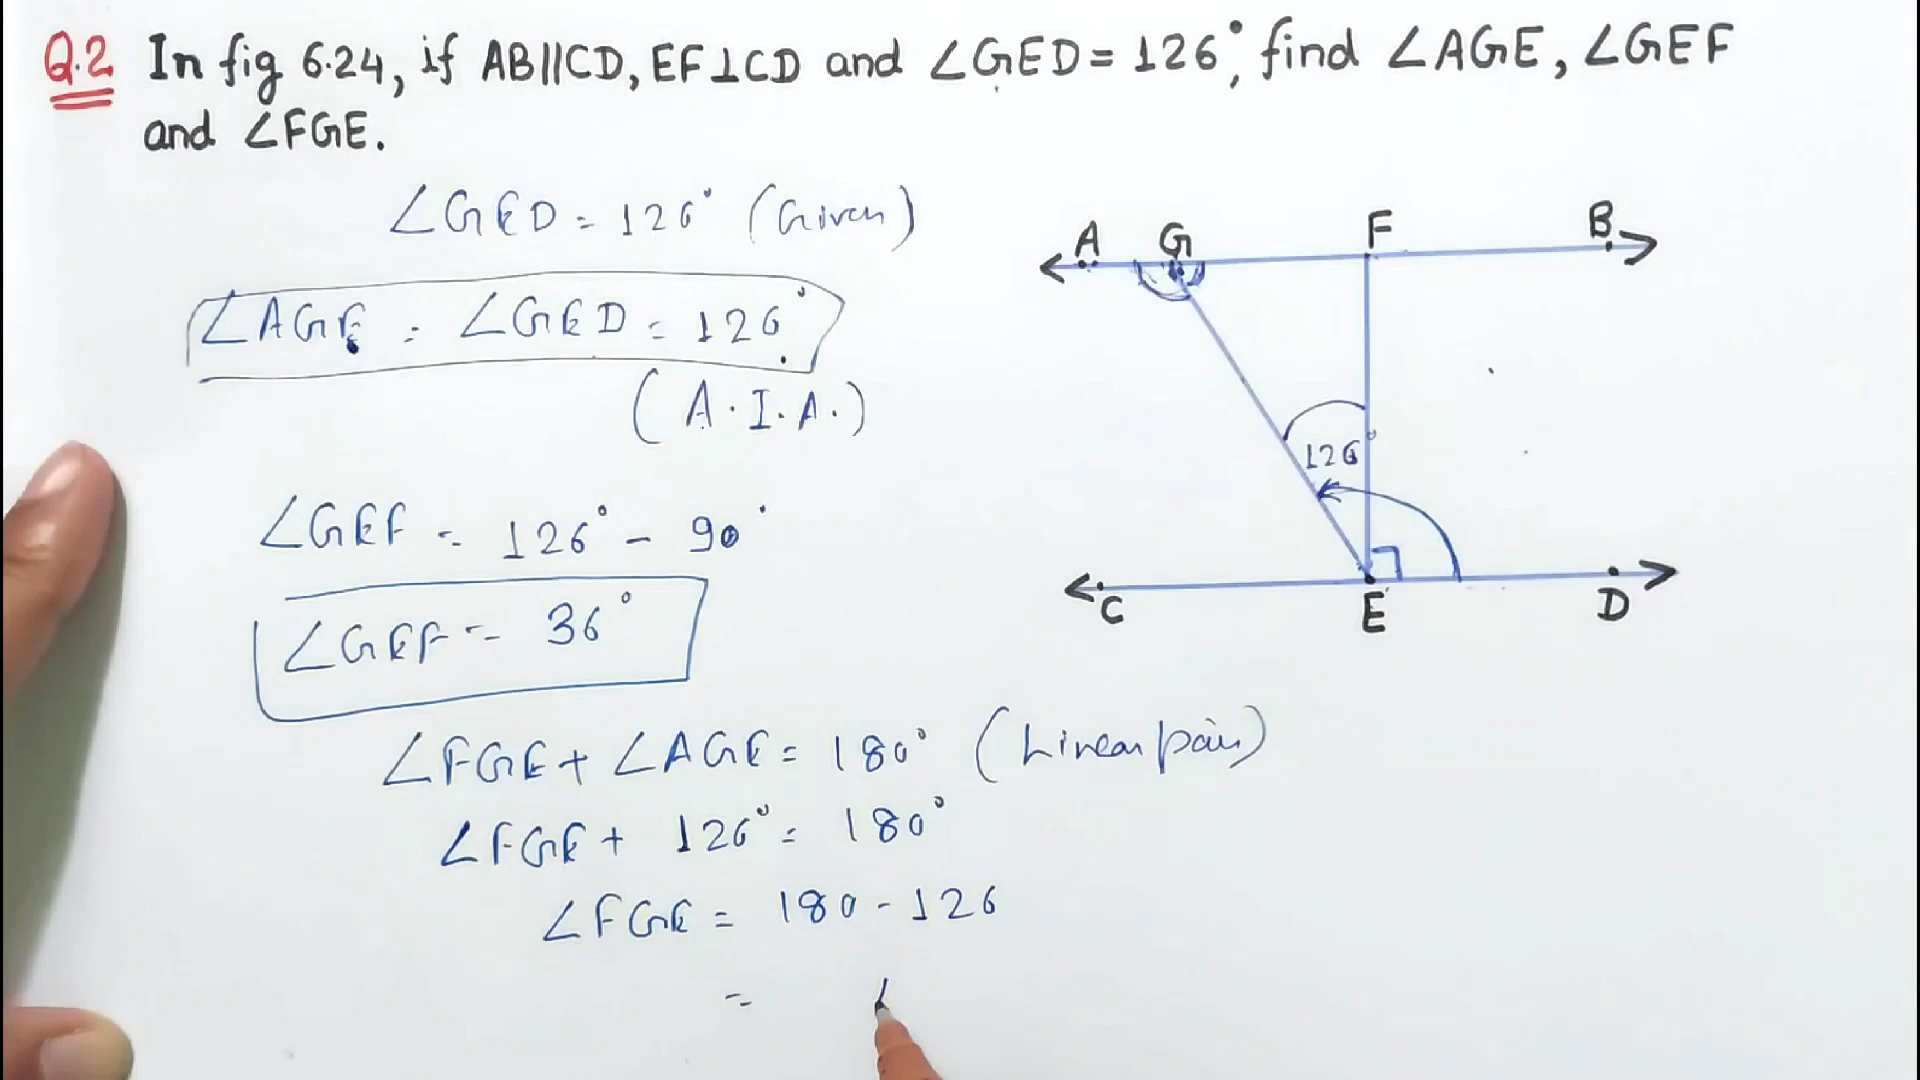 Q.2 In fig 6.24, if AB||CD, EF⊥CD and ∠GED = 126°, find ∠AGE, ∠GEF
and ∠FGE.
∠GED = 126° (Given)
∠AGE = ∠GED = 126°
(A.I.A.)
∠GEF = 126° - 90°
∠GEF = 36°
∠FGE + ∠AGE = 180° (Linear pair)
∠FGE + 126° = 180°
∠FGE = 180 - 126
=
A G F B
126°
C E D